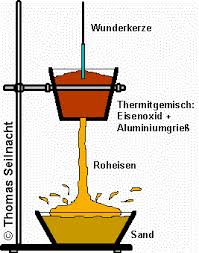 Wunderkerze
Thermitgemisch:
Eisenoxid +
Aluminiumgrieß
Roheisen
Sand
© Thomas Seilnacht